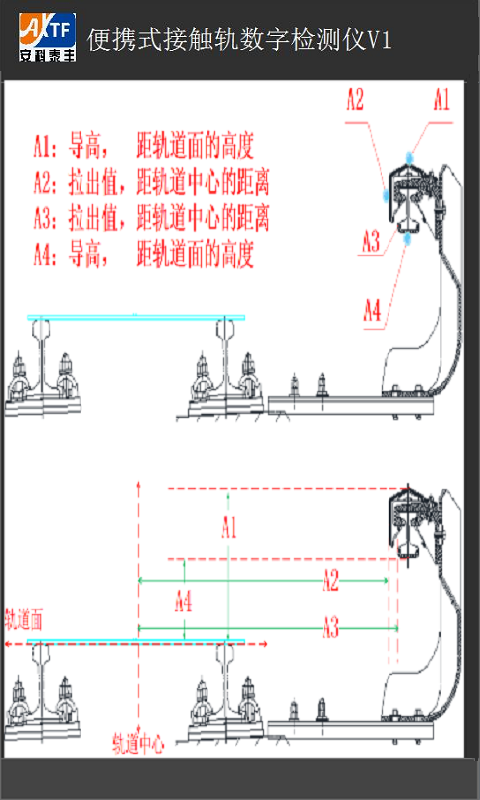 AXTF
安科泰丰
便携式接触轨数字检测仪V1
A2
A1
A1：导高， 距轨道面的高度
A2：拉出值，距轨道中心的距离
A3：拉出值，距轨道中心的距离
A4：导高， 距轨道面的高度
A3
A4
A1
A2
A4
A3
轨道面
轨道中心